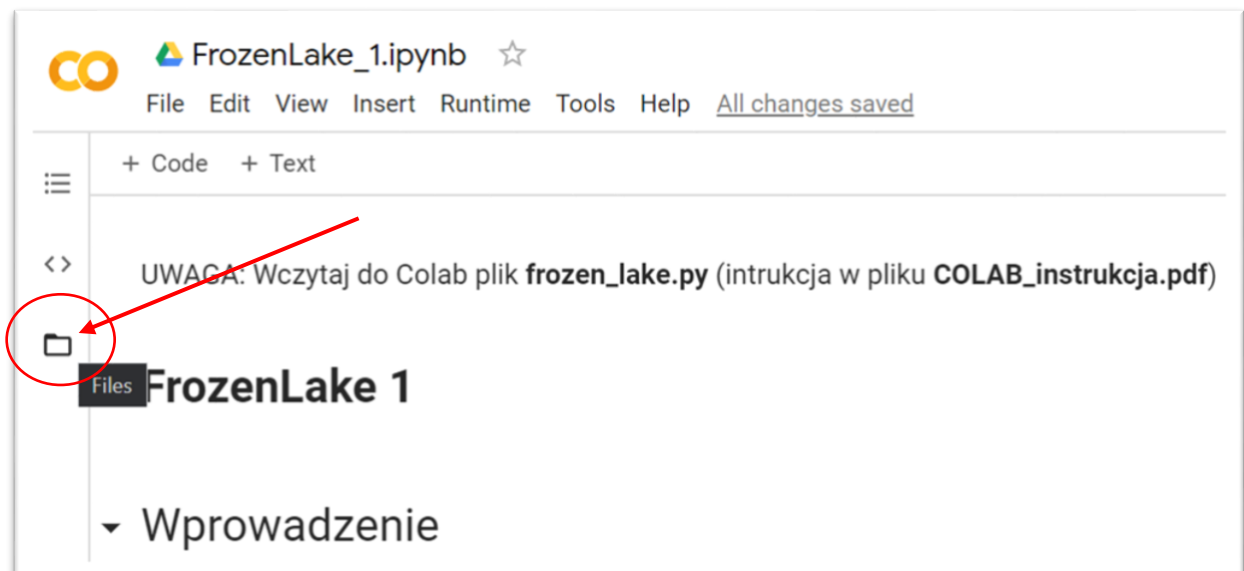 FrozenLake_1.ipynb
File Edit View Insert Runtime Tools Help All changes saved
+ Code + Text
UWAGA: Wczytaj do Colab plik frozen_lake.py (intrukcja w pliku COLAB_instrukcja.pdf)
Files
FrozenLake 1
Wprowadzenie